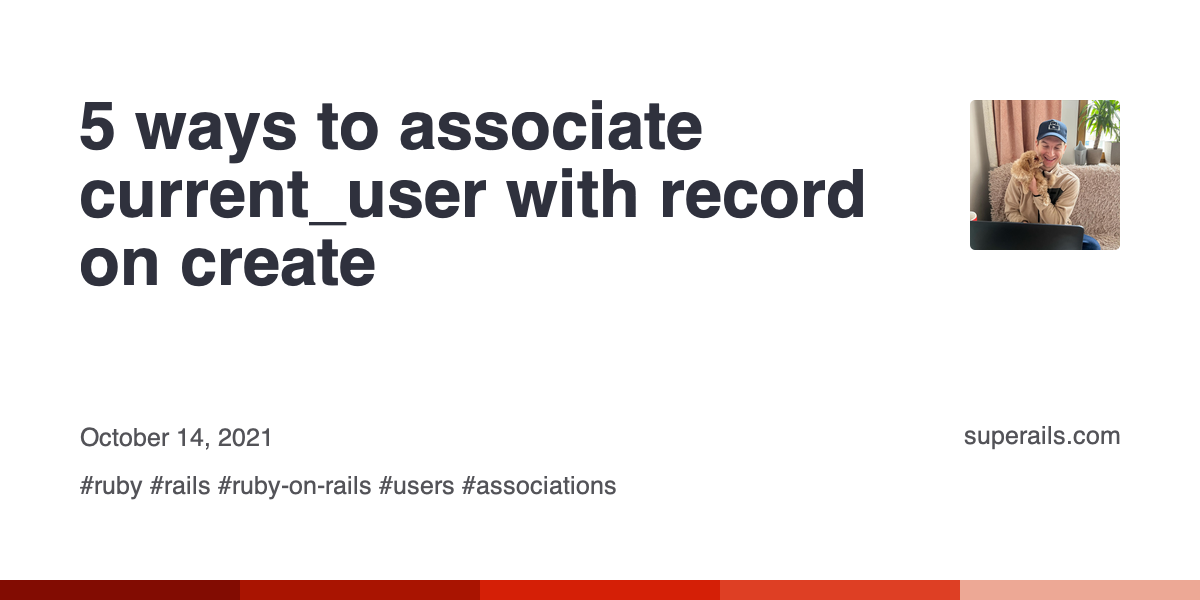 5 ways to associate
current_user with record
on create
October 14, 2021
superails.com
#ruby #rails #ruby-on-rails #users #associations